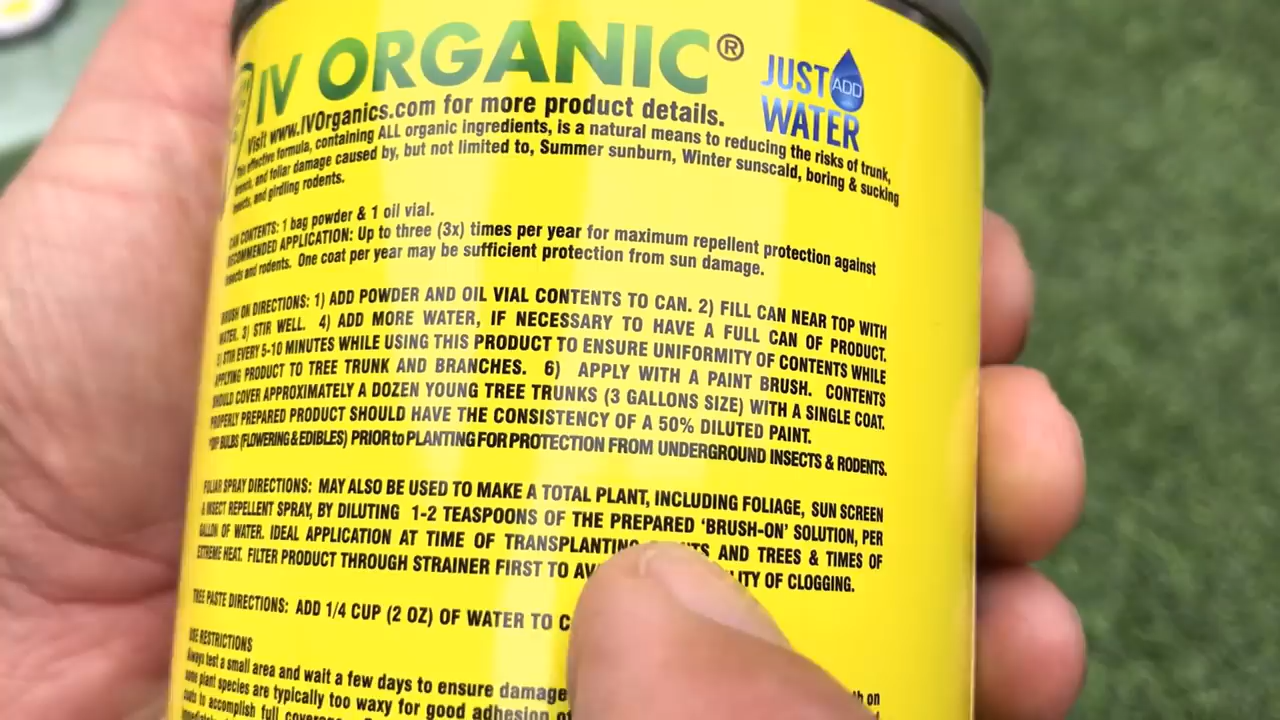 IV ORGANIC®
JUST ADD WATER
Visit www.IVOrganics.com for more product details.
This effective formula, containing ALL organic ingredients, is a natural means to reducing the risks of trunk,
branch, and foliar damage caused by, but not limited to, Summer sunburn, Winter sunscald, boring & sucking
insects, and girdling rodents.
CAN CONTENTS: 1 bag powder & 1 oil vial.
RECOMMENDED APPLICATION: Up to three (3x) times per year for maximum repellent protection against
insects and rodents. One coat per year may be sufficient protection from sun damage.
BRUSH ON DIRECTIONS: 1) ADD POWDER AND OIL VIAL CONTENTS TO CAN. 2) FILL CAN NEAR TOP WITH
WATER. 3) STIR WELL. 4) ADD MORE WATER, IF NECESSARY TO HAVE A FULL CAN OF PRODUCT.
5) STIR EVERY 5-10 MINUTES WHILE USING THIS PRODUCT TO ENSURE UNIFORMITY OF CONTENTS WHILE
APPLYING PRODUCT TO TREE TRUNK AND BRANCHES. 6) APPLY WITH A PAINT BRUSH. CONTENTS
SHOULD COVER APPROXIMATELY A DOZEN YOUNG TREE TRUNKS (3 GALLONS SIZE) WITH A SINGLE COAT.
PROPERLY PREPARED PRODUCT SHOULD HAVE THE CONSISTENCY OF A 50% DILUTED PAINT.
*DIP BULBS (FLOWERING & EDIBLES) PRIOR to PLANTING FOR PROTECTION FROM UNDERGROUND INSECTS & RODENTS.
FOLIAR SPRAY DIRECTIONS: MAY ALSO BE USED TO MAKE A TOTAL PLANT, INCLUDING FOLIAGE, SUN SCREEN
& INSECT REPELLENT SPRAY, BY DILUTING 1-2 TEASPOONS OF THE PREPARED 'BRUSH-ON' SOLUTION, PER
GALLON OF WATER. IDEAL APPLICATION AT TIME OF TRANSPLANTING AND TREES & TIMES OF
EXTREME HEAT. FILTER PRODUCT THROUGH STRAINER FIRST TO OF CLOGGING.
TREE PASTE DIRECTIONS: ADD 1/4 CUP (2 OZ) OF WATER TO
USE RESTRICTIONS
Always test a small area and wait a few days to ensure damage on
some plant species are typically too waxy for good adhesion
coats to accomplish full